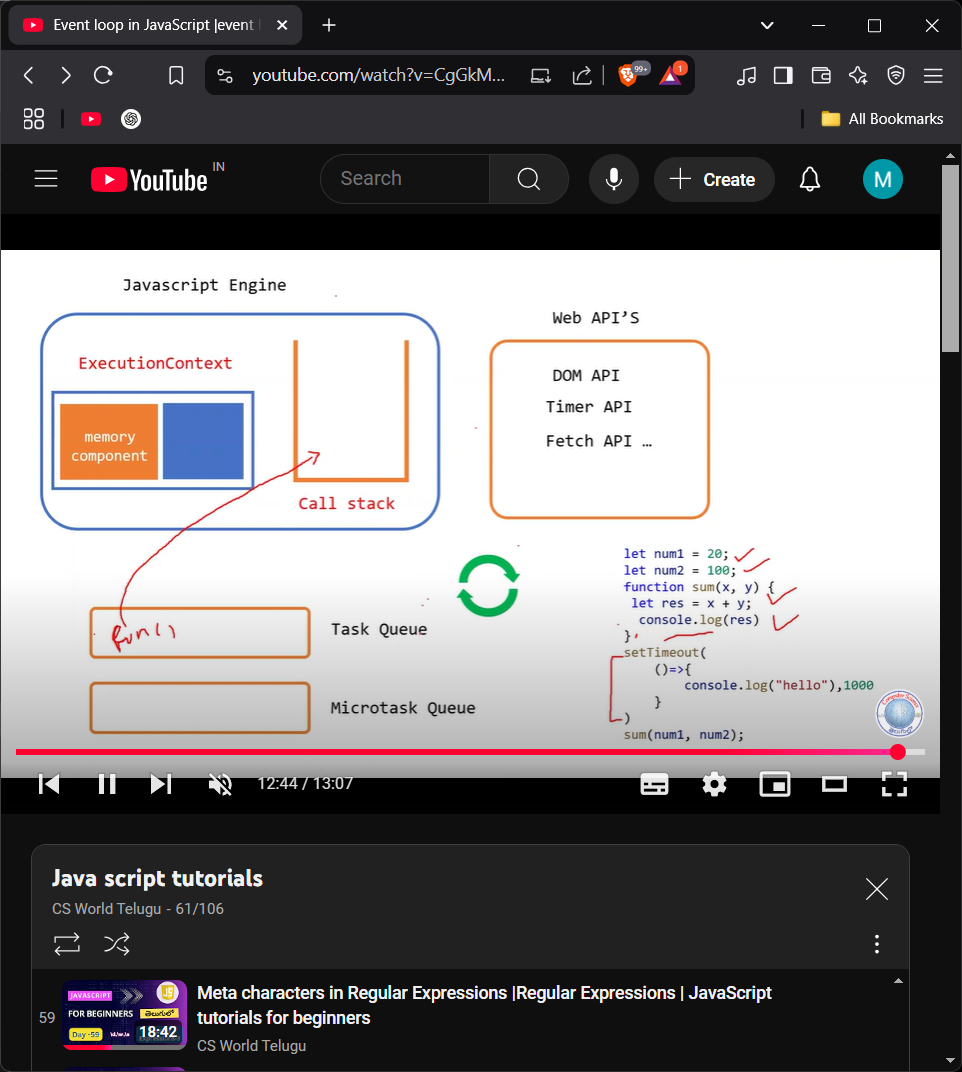 Event loop in JavaScript |event
youtube.com/watch?v=CgGkM...
99+
1
All Bookmarks
YouTube
IN
Search
Create
M
Javascript Engine
Web API’S
ExecutionContext
DOM API
Timer API
memory
component
Fetch API …
Call stack
let num1 = 20;
let num2 = 100;
function sum(x, y) {
let res = x + y;
console.log(res)
}
Run()
Task Queue
setTimeout(
()=>{
console.log("hello"),1000
}
)
Microtask Queue
sum(num1, num2);
12:44 / 13:07
Java script tutorials
CS World Telugu - 61/106
59
JAVASCRIPT
JS
FOR BEGINNERS
Day -59
18:42
Meta characters in Regular Expressions |Regular Expressions | JavaScript
tutorials for beginners
CS World Telugu